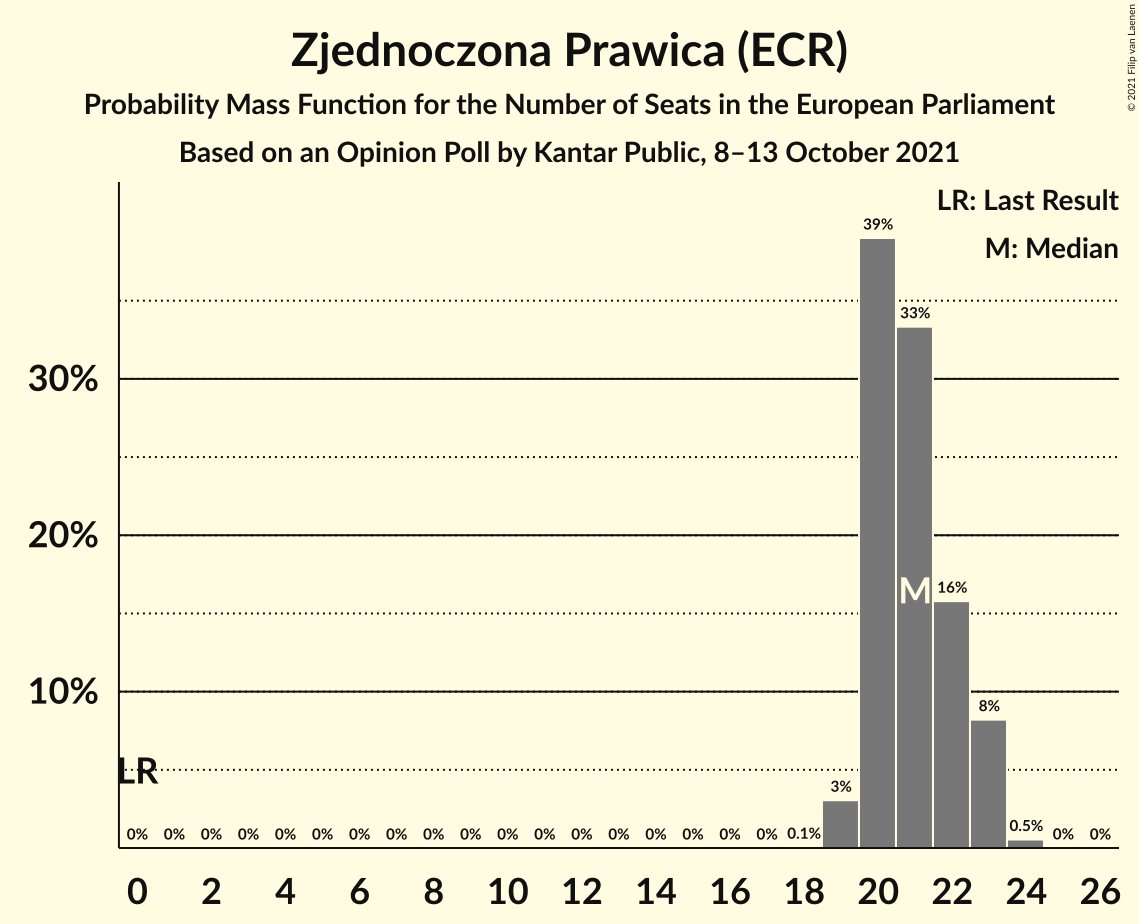 Zjednoczona Prawica (ECR)
Probability Mass Function for the Number of Seats in the European Parliament
Based on an Opinion Poll by Kantar Public, 8–13 October 2021
© 2021 Filip van Laenen
LR: Last Result
M: Median
39%
33%
30%
20%
M 16%
10%
8%
LR
3%
0% 0% 0% 0% 0% 0% 0% 0% 0% 0% 0% 0% 0% 0% 0% 0% 0% 0% 0.1% 0.5% 0% 0%
0 2 4 6 8 10 12 14 16 18 20 22 24 26